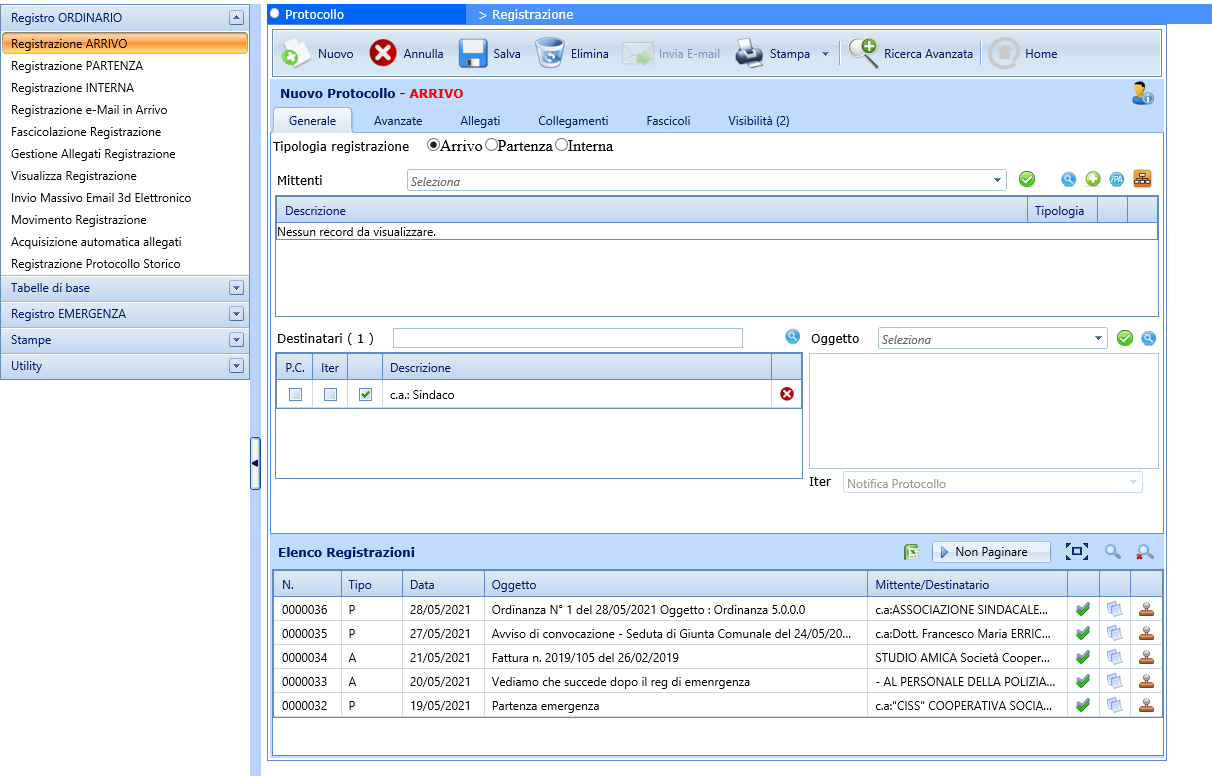 Registro ORDINARIO
Registrazione ARRIVO
Registrazione PARTENZA
Registrazione INTERNA
Registrazione e-Mail in Arrivo
Fascicolazione Registrazione
Gestione Allegati Registrazione
Visualizza Registrazione
Invio Massivo Email 3d Elettronico
Movimento Registrazione
Acquisizione automatica allegati
Registrazione Protocollo Storico
Tabelle di base
Registro EMERGENZA
Stampe
Utility
Protocollo > Registrazione
Nuovo Annulla Salva Elimina Invia E-mail Stampa Ricerca Avanzata Home
Nuovo Protocollo - ARRIVO
Generale Avanzate Allegati Collegamenti Fascicoli Visibilità (2)
Tipologia registrazione Arrivo Partenza Interna
Mittenti Seleziona
Descrizione Tipologia
Nessun record da visualizzare.
Destinatari ( 1 )
P.C. Iter Descrizione
c.a.: Sindaco
Oggetto Seleziona
Iter Notifica Protocollo
Elenco Registrazioni Non Paginare
N. Tipo Data Oggetto Mittente/Destinatario
0000036 P 28/05/2021 Ordinanza N° 1 del 28/05/2021 Oggetto : Ordinanza 5.0.0.0 c.a:ASSOCIAZIONE SINDACALE...
0000035 P 27/05/2021 Avviso di convocazione - Seduta di Giunta Comunale del 24/05/20... c.a:Dott. Francesco Maria ERRIC...
0000034 A 21/05/2021 Fattura n. 2019/105 del 26/02/2019 STUDIO AMICA Società Cooper...
0000033 A 20/05/2021 Vediamo che succede dopo il reg di emenrgenza - AL PERSONALE DELLA POLIZIA...
0000032 P 19/05/2021 Partenza emergenza c.a:"CISS" COOPERATIVA SOCIA...